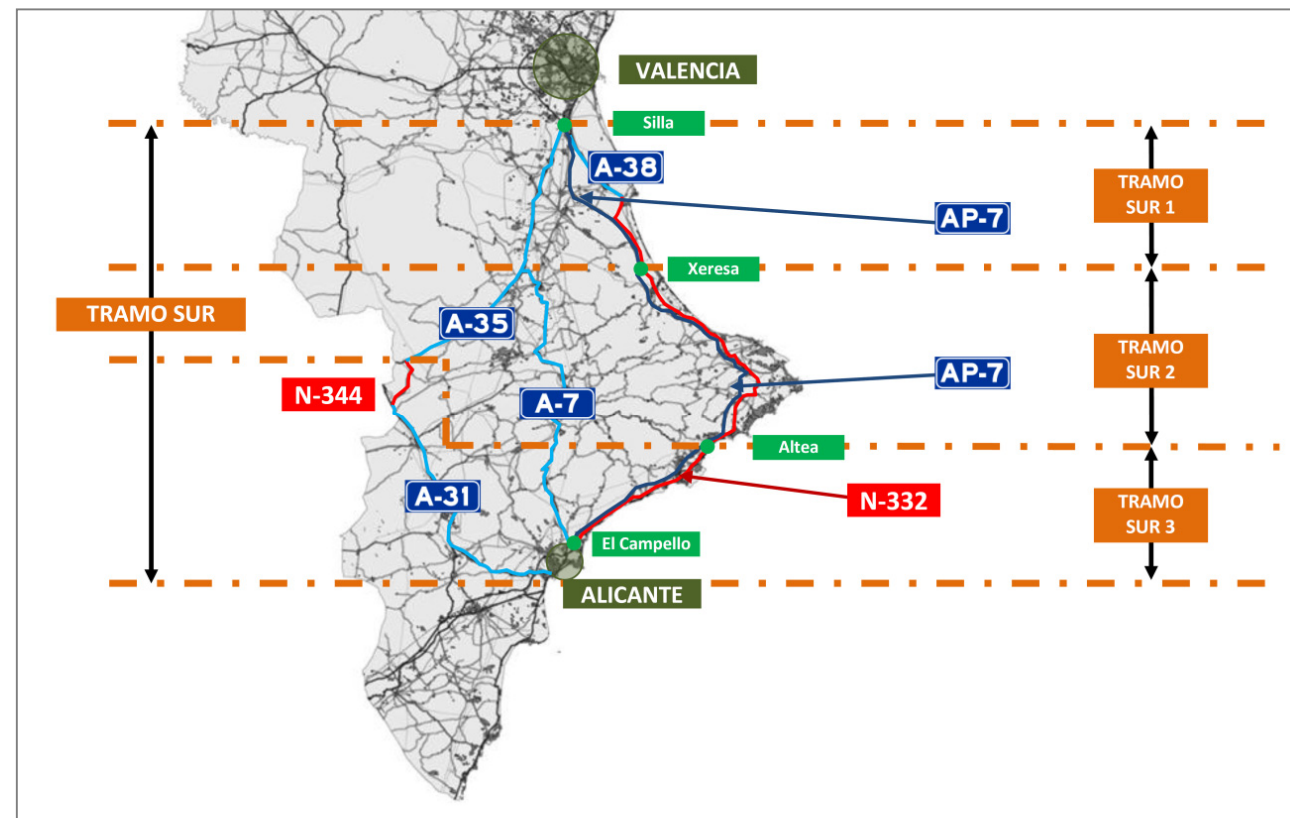 VALENCIA
Silla
A-38
TRAMO
SUR 1
AP-7
Xeresa
TRAMO SUR
A-35
TRAMO
SUR 2
AP-7
N-344
A-7
Altea
A-31
N-332
TRAMO
SUR 3
El Campello
ALICANTE